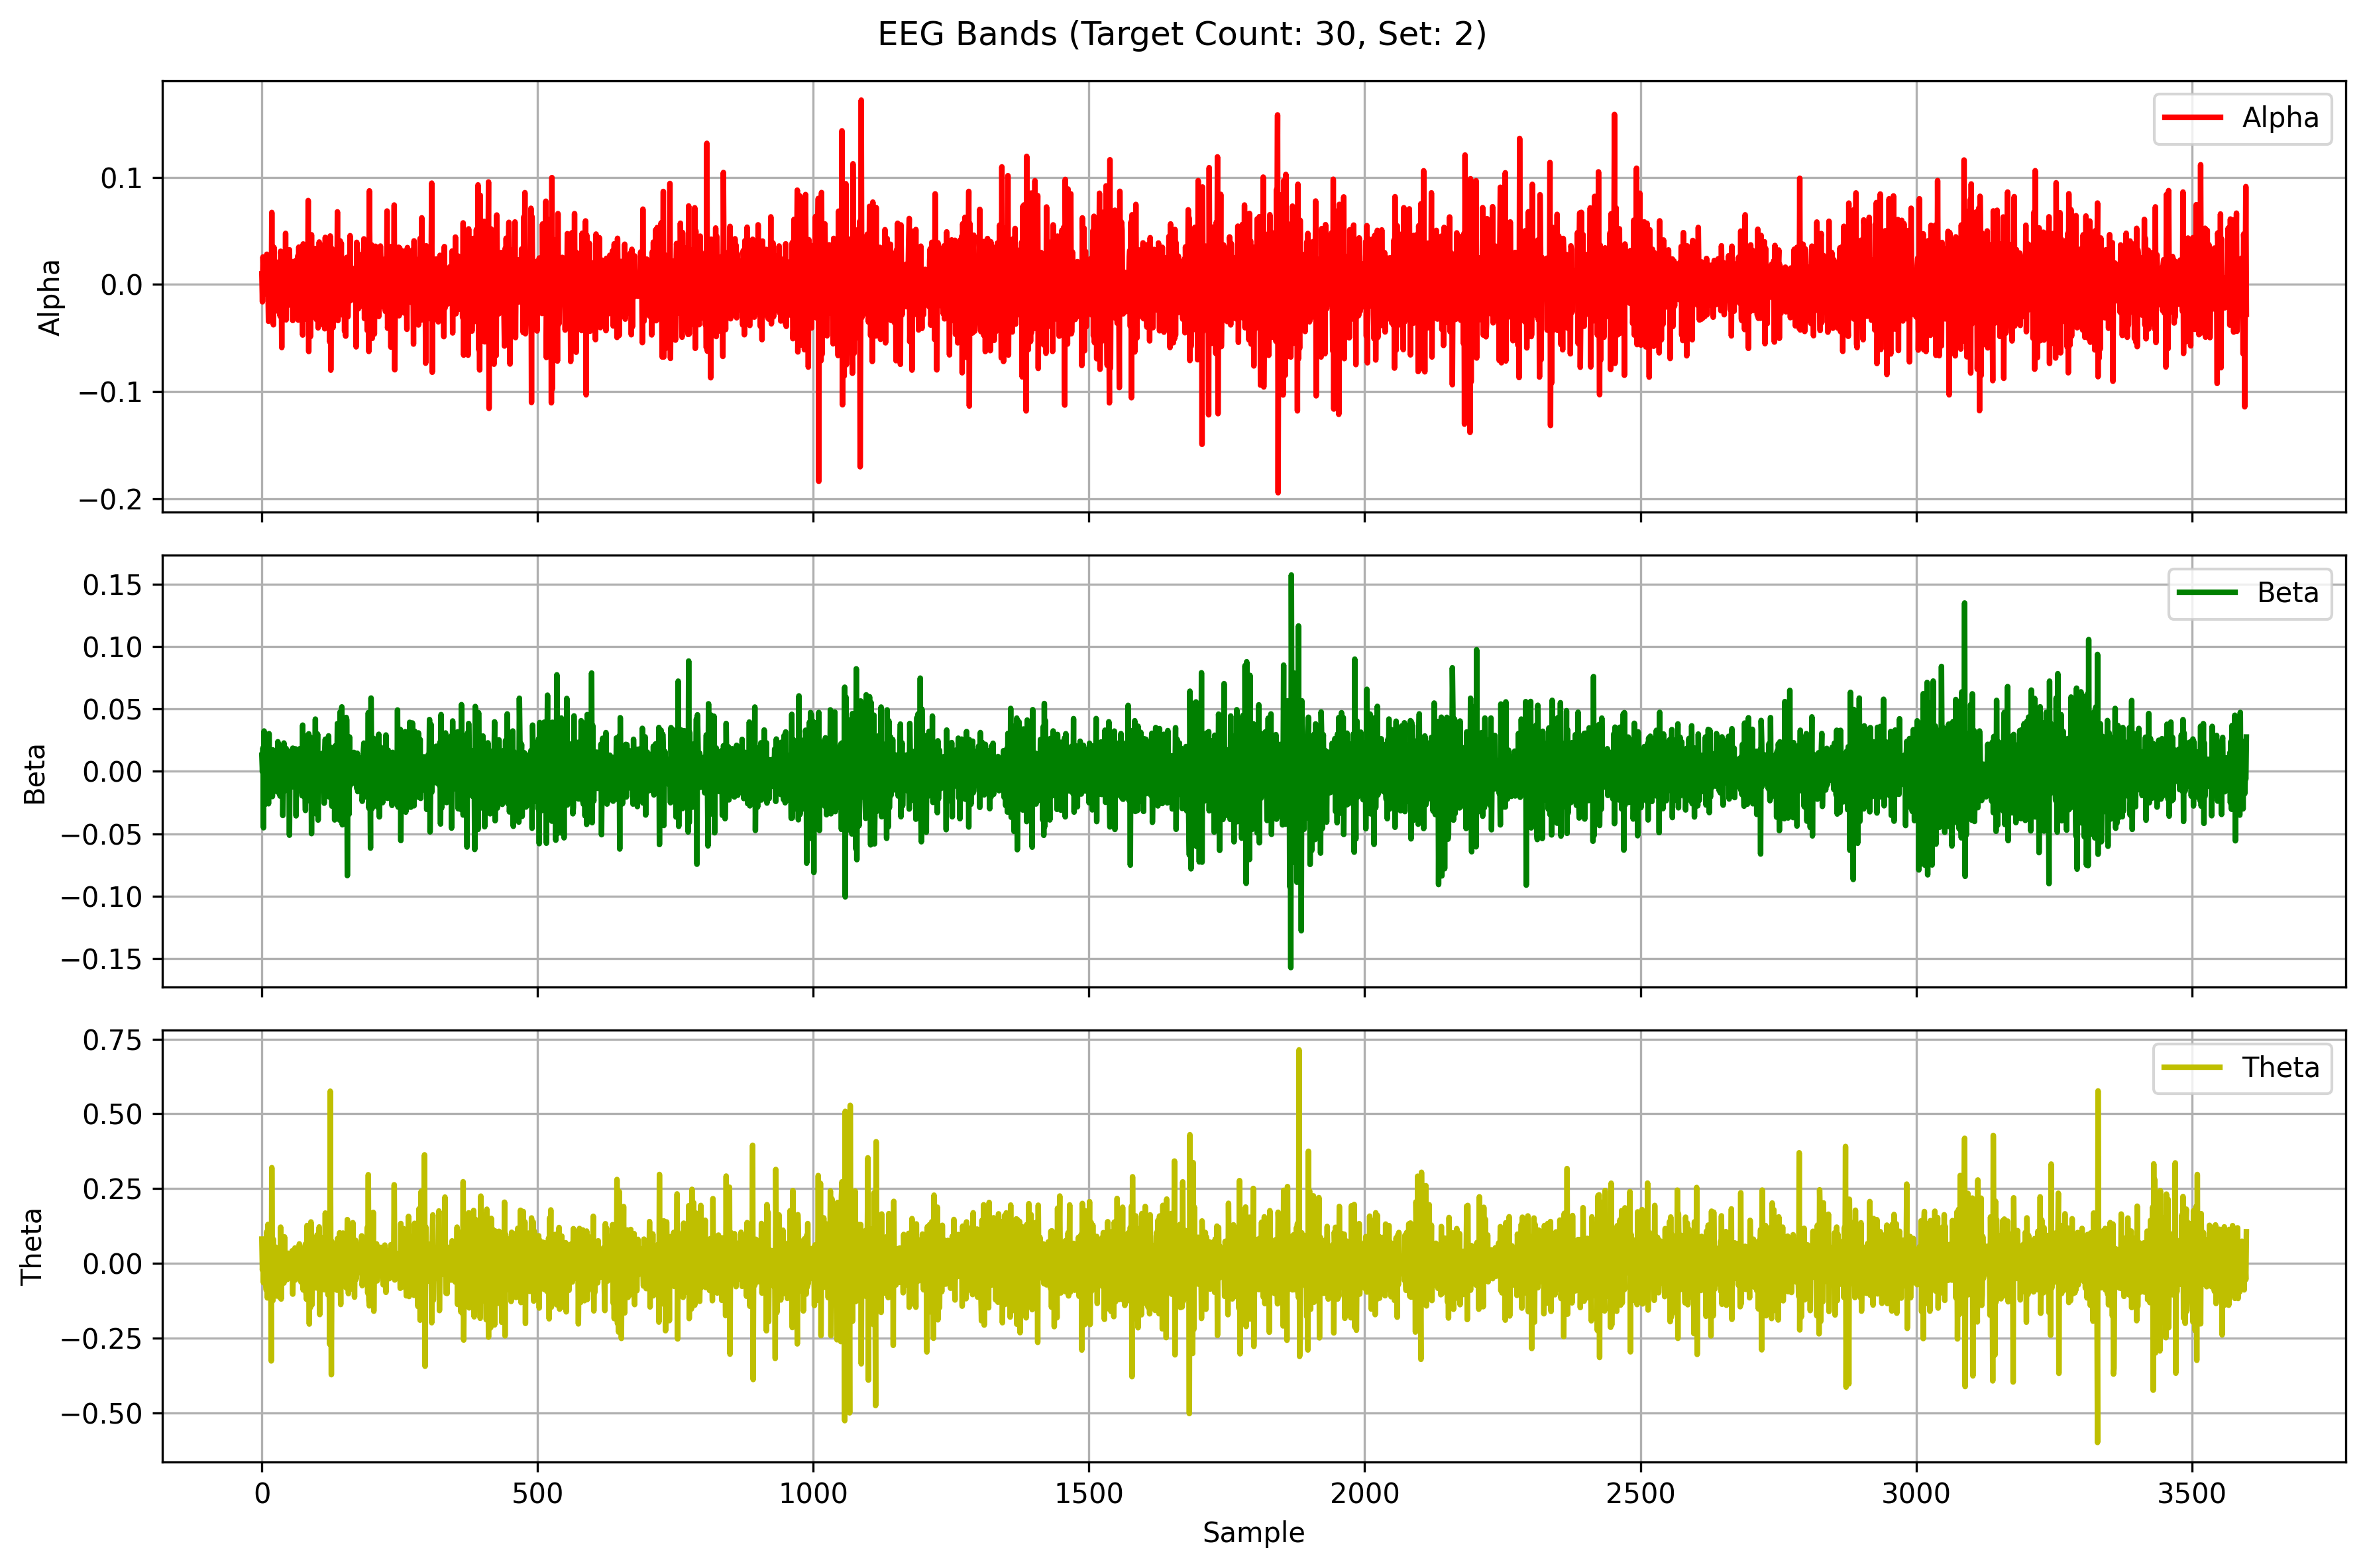 EEG Bands (Target Count: 30, Set: 2)
Alpha
0.1
0.0
−0.1
−0.2
Alpha
Beta
0.15
0.10
0.05
0.00
−0.05
−0.10
−0.15
Beta
Theta
0.75
0.50
0.25
0.00
−0.25
−0.50
Theta
0 500 1000 1500 2000 2500 3000 3500
Sample